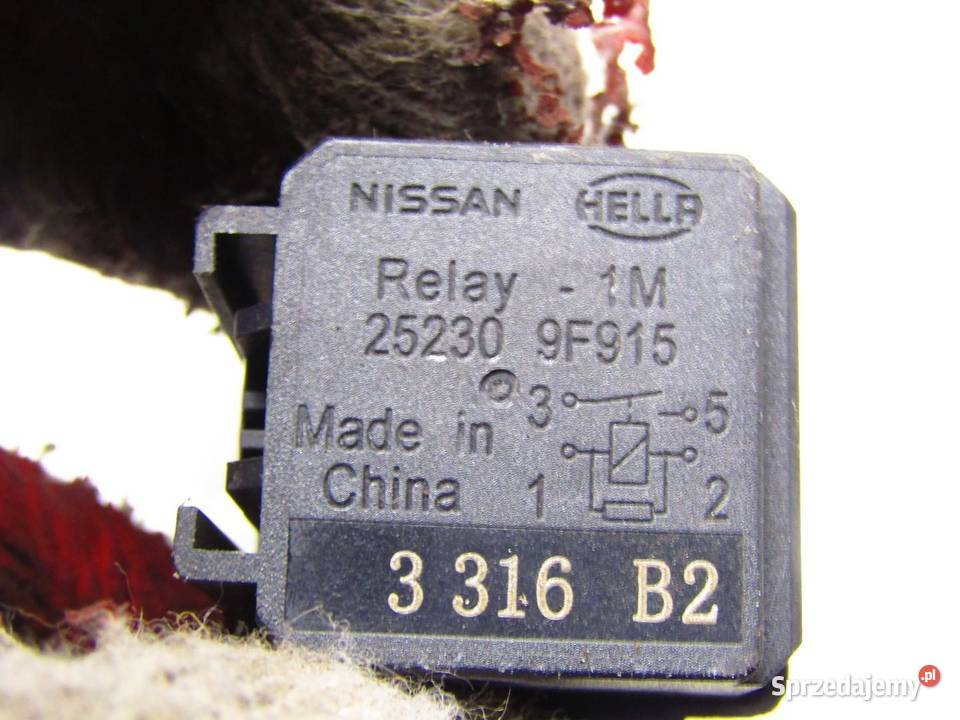 NISSAN HELLA
Relay - 1M
25230 9F915
3 5
Made in
China 1 2
3 316 B2
Sprzedajemy.pl